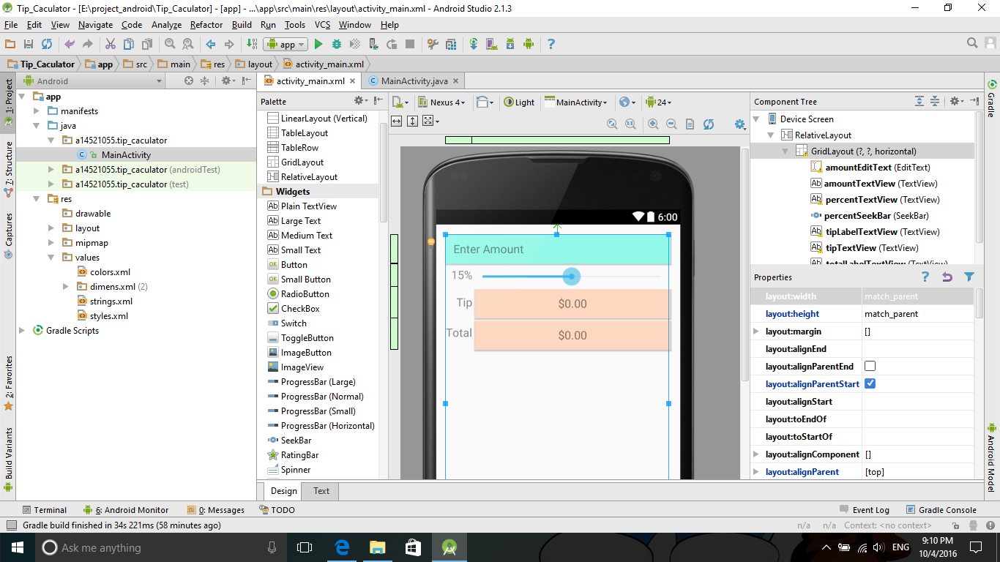 Tip_Caculator - [E:\project_android\Tip_Caculator] - [app] - ...\app\src\main\res\layout\activity_main.xml - Android Studio 2.1.3
File Edit View Navigate Code Analyze Refactor Build Run Tools VCS Window Help
app
Tip_Caculator app src main res layout activity_main.xml
1: Project
7: Structure
Captures
2: Favorites
Build Variants
Android
app
manifests
java
a14521055.tip_caculator
MainActivity
a14521055.tip_caculator (androidTest)
a14521055.tip_caculator (test)
res
drawable
layout
mipmap
values
colors.xml
dimens.xml (2)
strings.xml
styles.xml
Gradle Scripts
activity_main.xml MainActivity.java
Palette
LinearLayout (Vertical)
TableLayout
TableRow
GridLayout
RelativeLayout
Widgets
Plain TextView
Large Text
Medium Text
Small Text
Button
Small Button
RadioButton
CheckBox
Switch
ToggleButton
ImageButton
ImageView
ProgressBar (Large)
ProgressBar (Normal)
ProgressBar (Small)
ProgressBar (Horizontal)
SeekBar
RatingBar
Spinner
Nexus 4 Light MainActivity 24
6:00
Enter Amount
15%
Tip $0.00
Total $0.00
Design Text
Component Tree
Device Screen
RelativeLayout
GridLayout (?, ?, horizontal)
amountEditText (EditText)
amountTextView (TextView)
percentTextView (TextView)
percentSeekBar (SeekBar)
tipLabelTextView (TextView)
tipTextView (TextView)
totalLabelTextView (TextView)
Properties
layout:width match_parent
layout:height match_parent
layout:margin []
layout:alignEnd
layout:alignParentEnd
layout:alignParentStart
layout:alignStart
layout:toEndOf
layout:toStartOf
layout:alignComponent []
layout:alignParent [top]
Gradle
Android Model
Terminal 6: Android Monitor 0: Messages TODO Event Log Gradle Console
Gradle build finished in 34s 221ms (58 minutes ago) n/a n/a Context: <no context>
Ask me anything
ENG
9:10 PM
10/4/2016